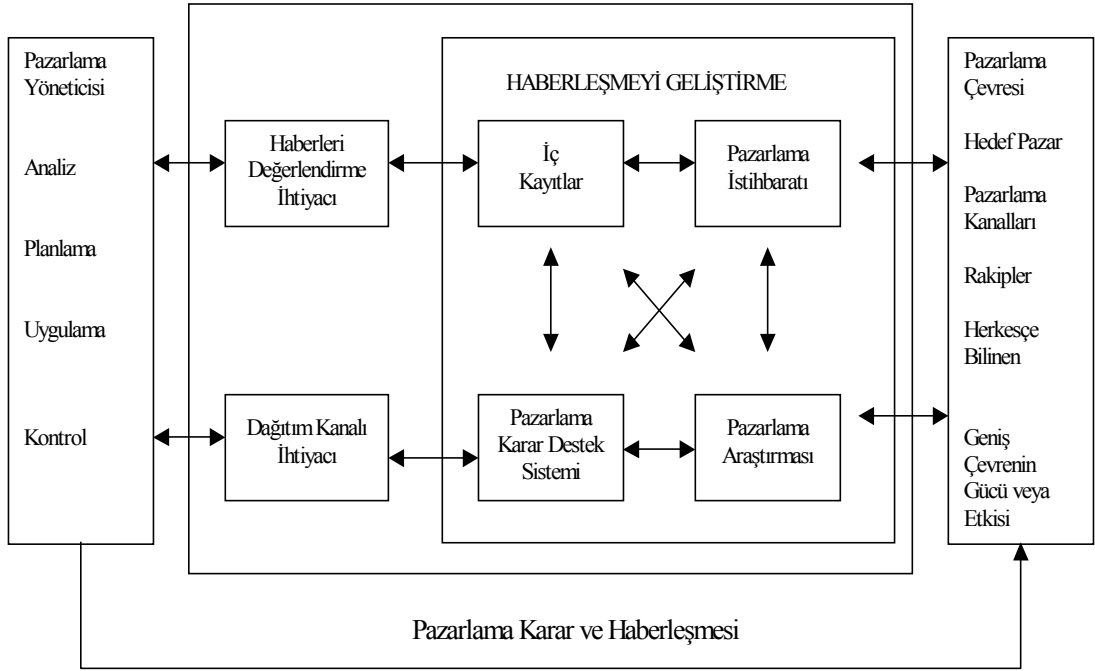 Pazarlama
Yöneticisi
Analiz
Planlama
Uygulama
Kontrol
Haberleri
Değerlendirme
İhtiyacı
Dağıtım Kanalı
İhtiyacı
HABERLEŞMEYİ GELİŞTİRME
İç
Kayıtlar
Pazarlama
İstihbaratı
Pazarlama
Karar Destek
Sistemi
Pazarlama
Araştırması
Pazarlama
Çevresi
Hedef Pazar
Pazarlama
Kanalları
Rakipler
Herkesçe
Bilinen
Geniş
Çevrenin
Gücü veya
Etkisi
Pazarlama Karar ve Haberleşmesi